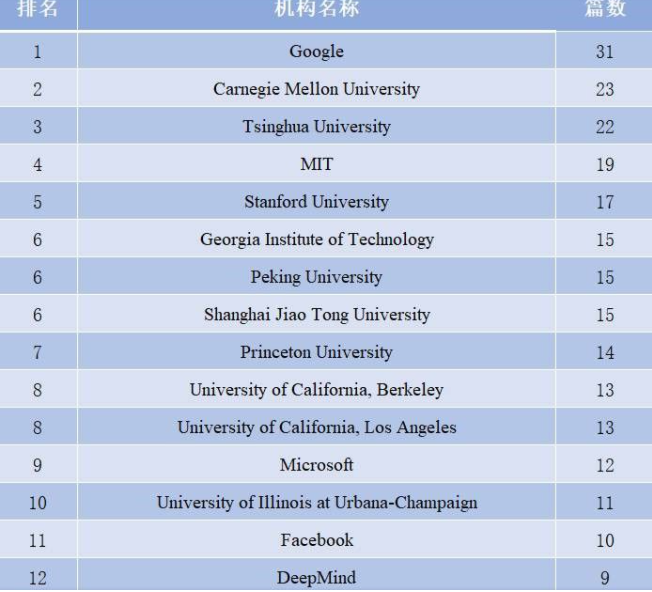 排名 机构名称 篇数
1 Google 31
2 Carnegie Mellon University 23
3 Tsinghua University 22
4 MIT 19
5 Stanford University 17
6 Georgia Institute of Technology 15
6 Peking University 15
6 Shanghai Jiao Tong University 15
7 Princeton University 14
8 University of California, Berkeley 13
8 University of California, Los Angeles 13
9 Microsoft 12
10 University of Illinois at Urbana-Champaign 11
11 Facebook 10
12 DeepMind 9